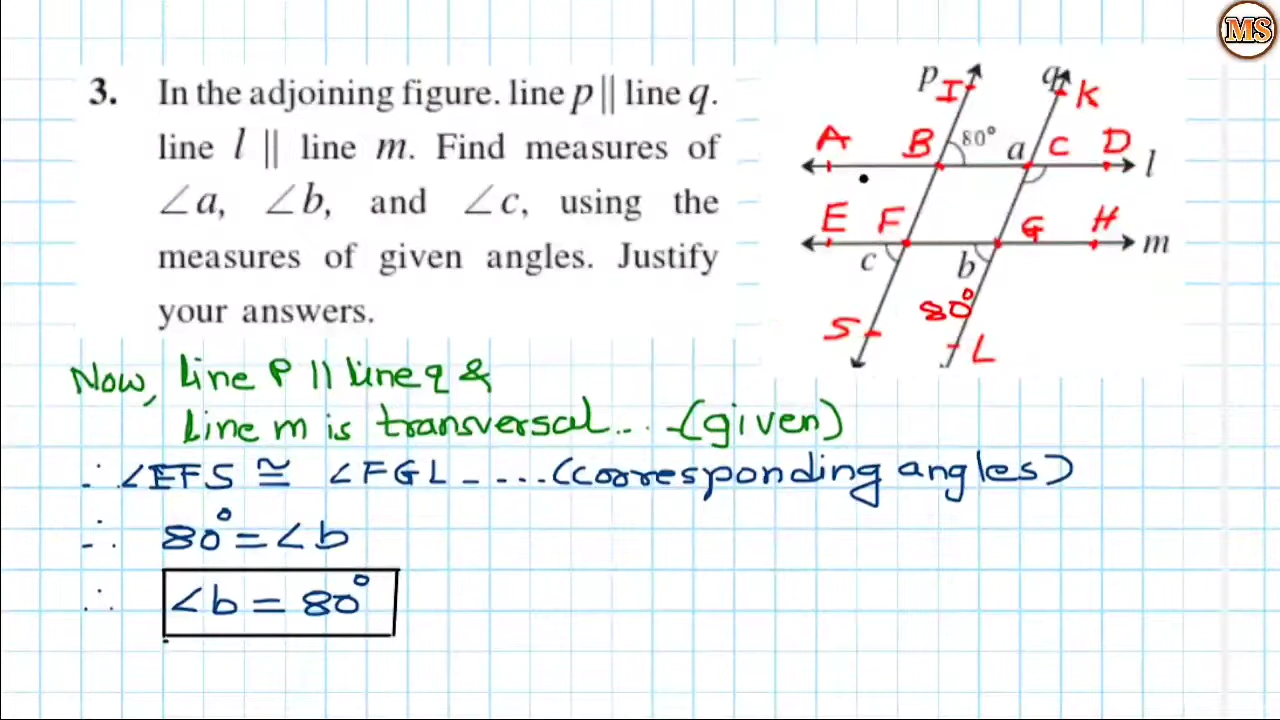 MS
3. In the adjoining figure. line p || line q.
line l || line m. Find measures of
∠a, ∠b, and ∠c, using the
measures of given angles. Justify
your answers.
p I q K
A B 80° a C D l
E F G H m
c b
80°
S L
Now, line P || line q &
line m is transversal... (given)
∴ ∠EFS ≅ ∠FGL - ....(corresponding angles)
∴ 80° = ∠b
∴ ∠b = 80°